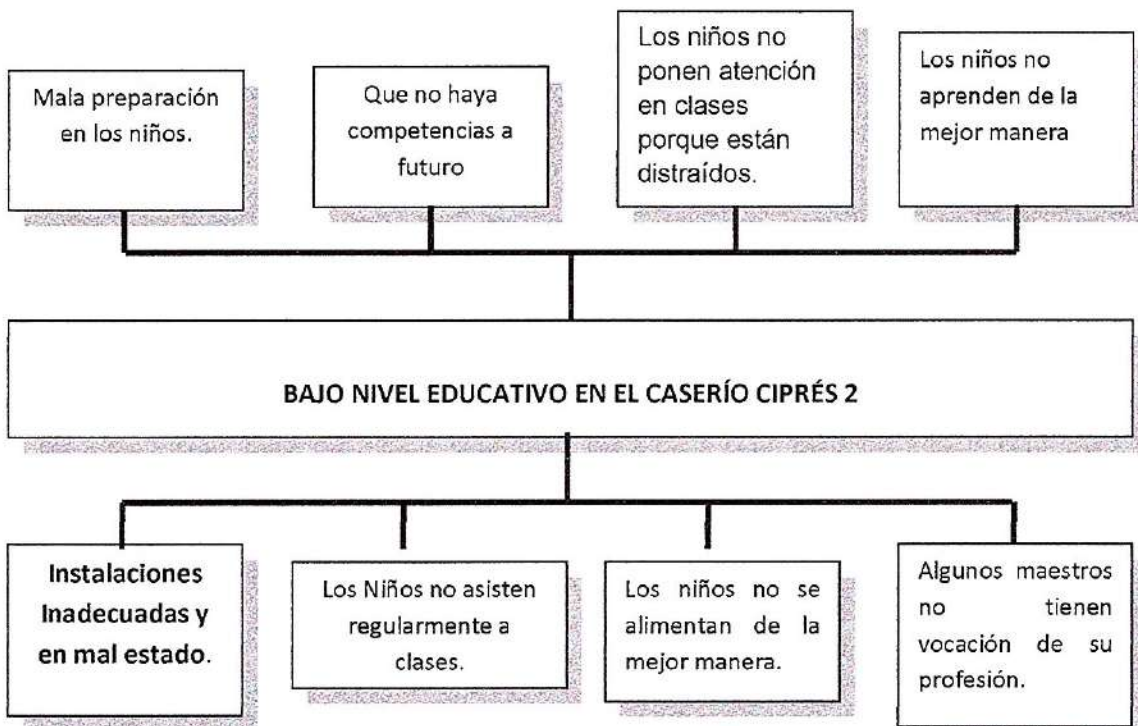 Mala preparación
en los niños.
Que no haya
competencias a
futuro
Los niños no
ponen atención
en clases
porque están
distraídos.
Los niños no
aprenden de la
mejor manera
BAJO NIVEL EDUCATIVO EN EL CASERÍO CIPRÉS 2
Instalaciones
Inadecuadas y
en mal estado.
Los Niños no asisten
regularmente a
clases.
Los niños no se
alimentan de la
mejor manera.
Algunos maestros
no tienen
vocación de su
profesión.